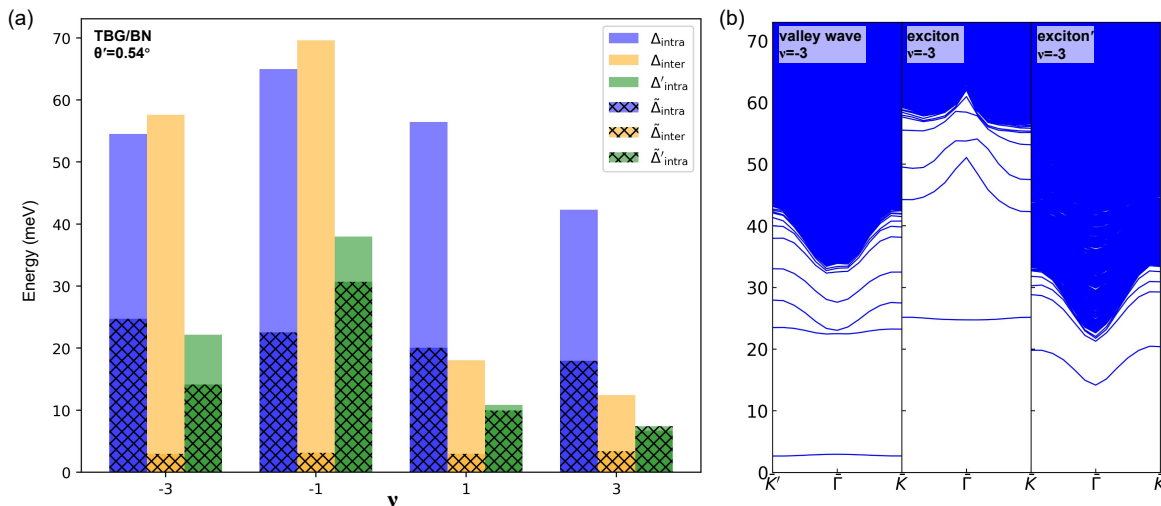 (a)
TBG/BN
θ′=0.54°
Energy (meV)
70
60
50
40
30
20
10
0
-3
-1
1
3
ν
Δintra
Δinter
Δ′intra
Δ̃intra
Δ̃inter
Δ̃′intra
(b)
valley wave
ν=-3
exciton
ν=-3
exciton′
ν=-3
70
60
50
40
30
20
10
0
K̄′
Γ̄
K̄
Γ̄
K̄
Γ̄
K̄